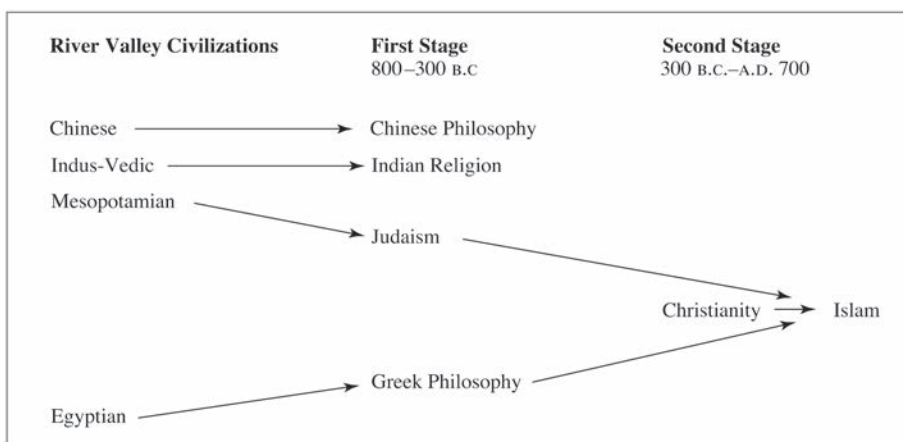 River Valley Civilizations First Stage Second Stage
800–300 B.C 300 B.C.–A.D. 700
Chinese Chinese Philosophy
Indus-Vedic Indian Religion
Mesopotamian
Judaism
Christianity Islam
Greek Philosophy
Egyptian